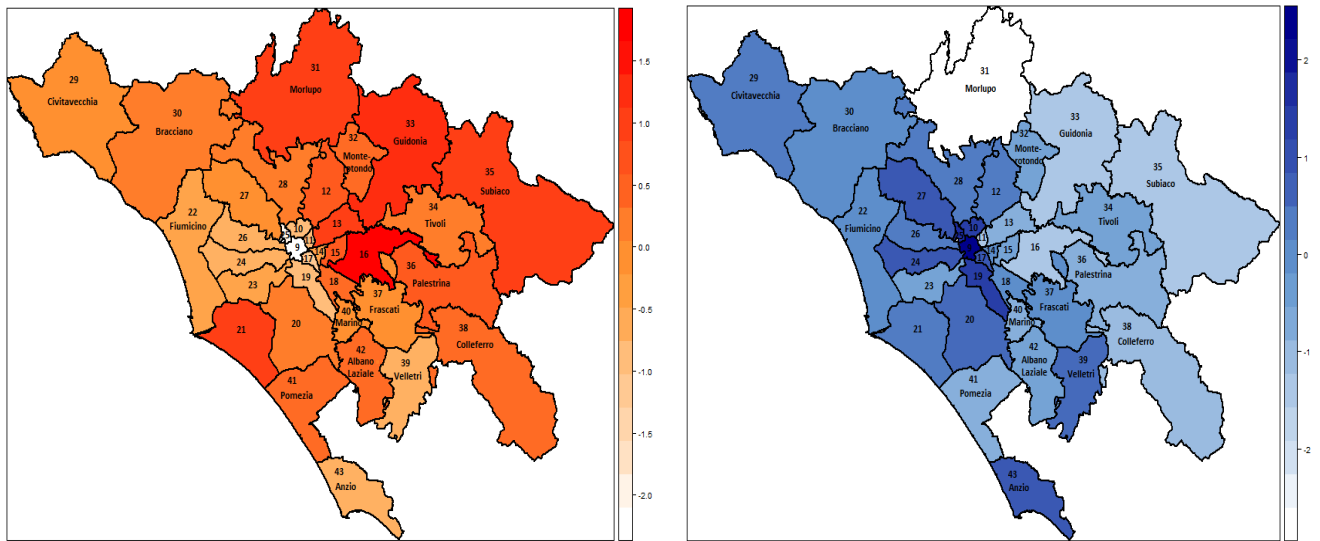 29
Civitavecchia
30
Bracciano
31
Morlupo
33
Guidonia
32
Monte-
rotondo
35
Subiaco
34
Tivoli
28
12
27
22
Fiumicino
26
24
23
10
5
9
11
17
14
13
15
16
19
18
36
Palestrina
37
Frascati
21
20
40
Marino
38
Colleferro
42
Albano
Laziale
39
Velletri
41
Pomezia
43
Anzio
1.5
1.0
0.5
0.0
-0.5
-1.0
-1.5
-2.0
29
Civitavecchia
30
Bracciano
31
Morlupo
33
Guidonia
32
Monte-
rotondo
35
Subiaco
34
Tivoli
28
12
27
22
Fiumicino
26
24
23
10
11
17
14
13
15
16
19
18
36
Palestrina
37
Frascati
21
20
40
Marino
38
Colleferro
42
Albano
Laziale
39
Velletri
41
Pomezia
43
Anzio
2
1
0
-1
-2